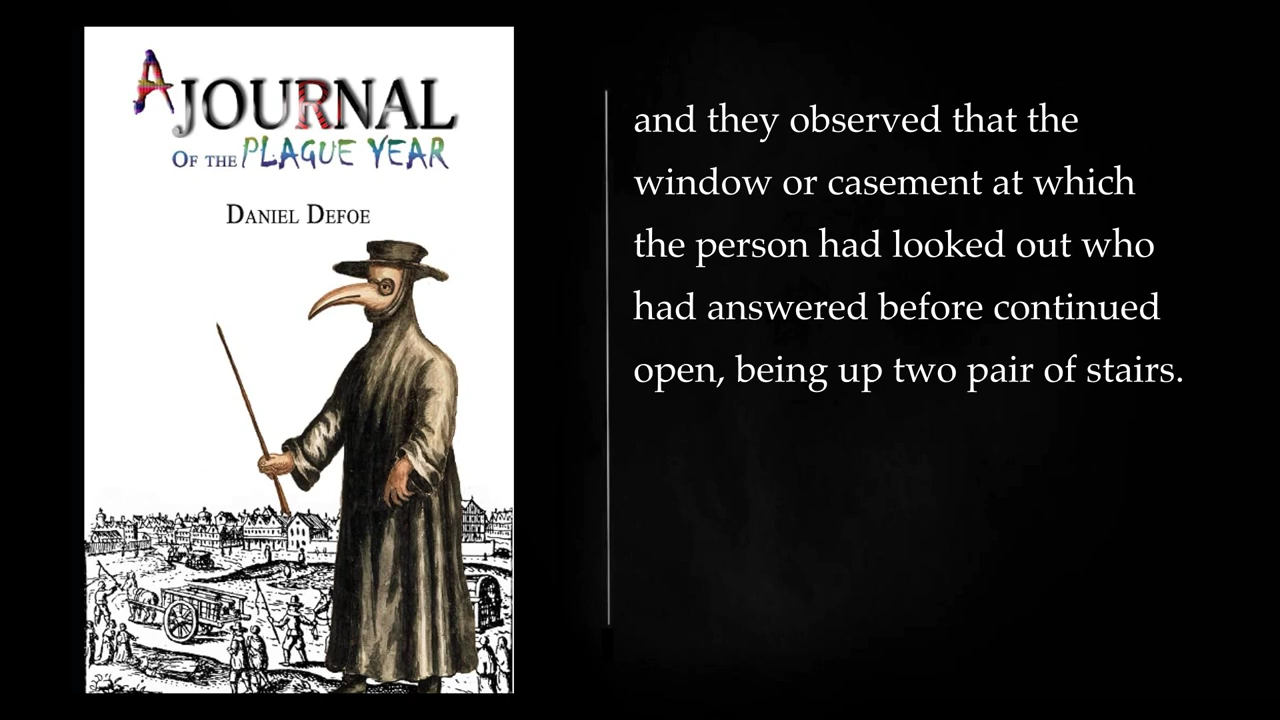 A JOURNAL
OF THE PLAGUE YEAR
DANIEL DEFOE
and they observed that the
window or casement at which
the person had looked out who
had answered before continued
open, being up two pair of stairs.